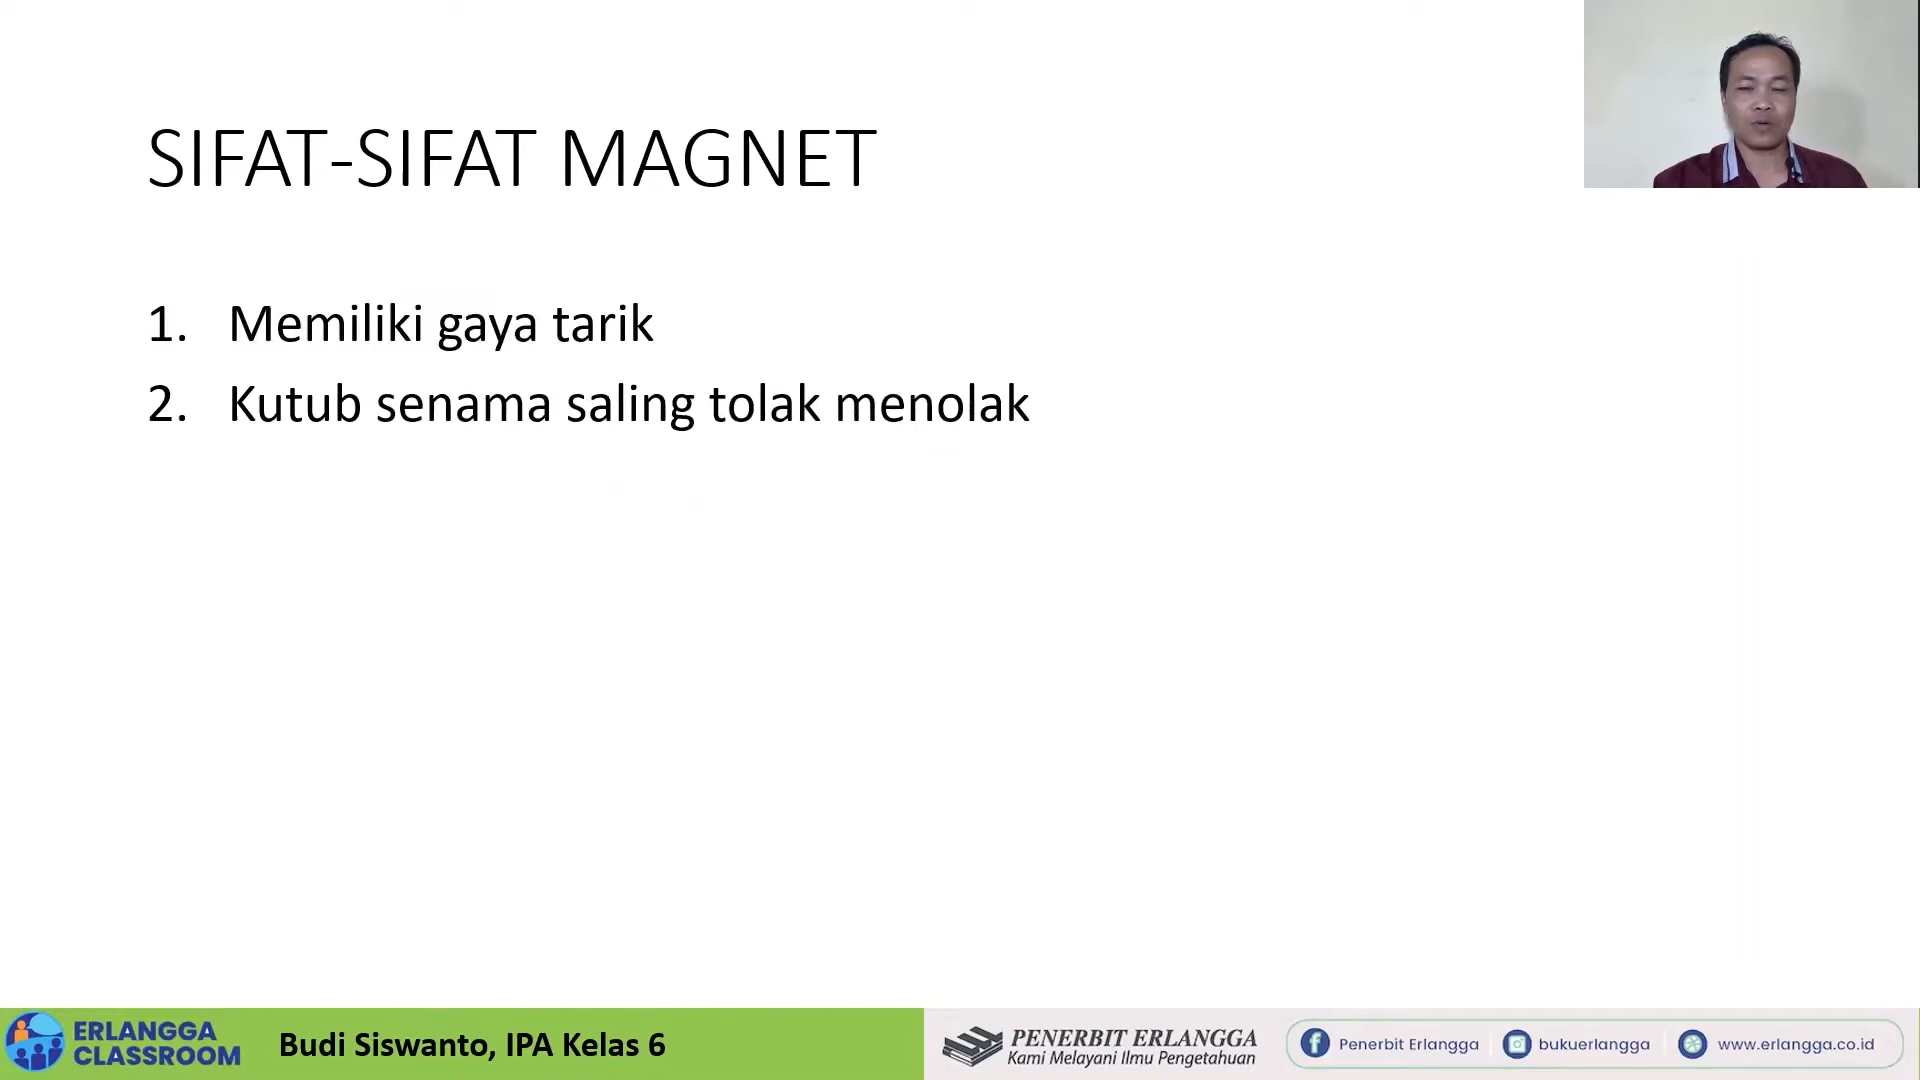 SIFAT-SIFAT MAGNET
1. Memiliki gaya tarik
2. Kutub senama saling tolak menolak
ERLANGGA
CLASSROOM
Budi Siswanto, IPA Kelas 6
PENERBIT ERLANGGA
Kami Melayani Ilmu Pengetahuan
Penerbit Erlangga
bukuerlangga
www.erlangga.co.id